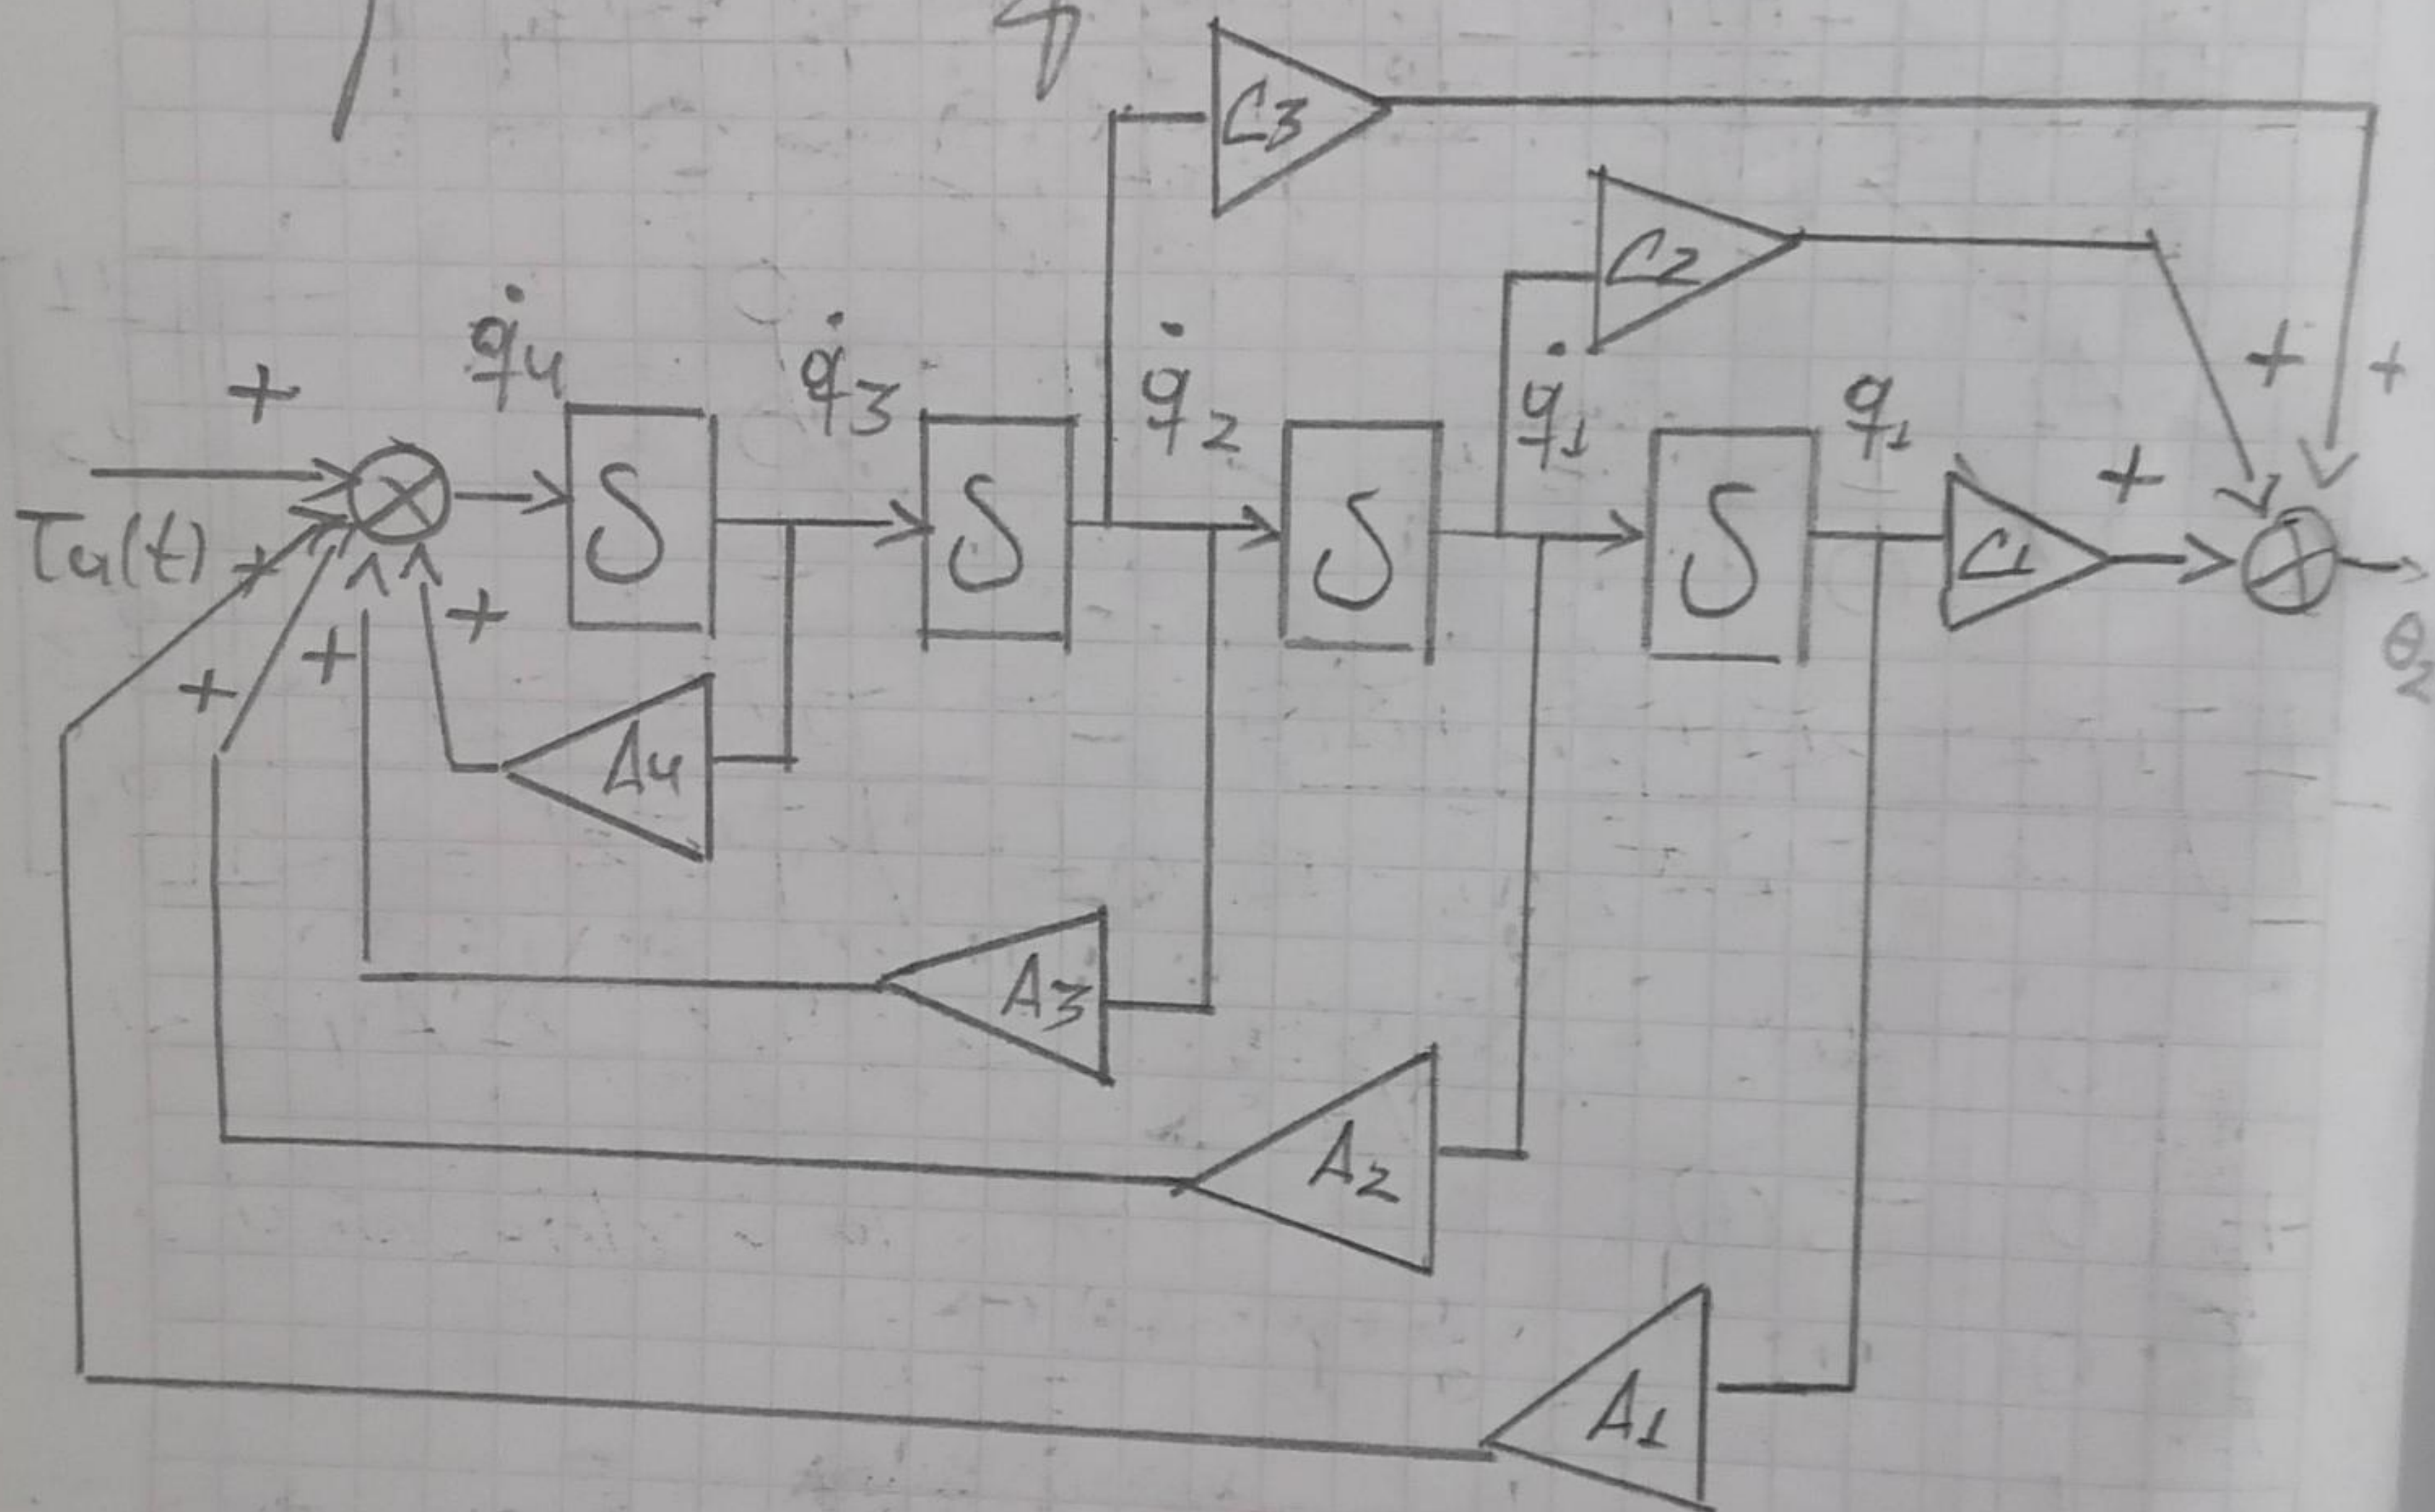 C3
C2
+ q̇4 q̇3 q̇2 q̇1 q1 + + +
Tu(t) + ∫ ∫ ∫ ∫ C1
+ + + θ2
A4
A3
A2
A1